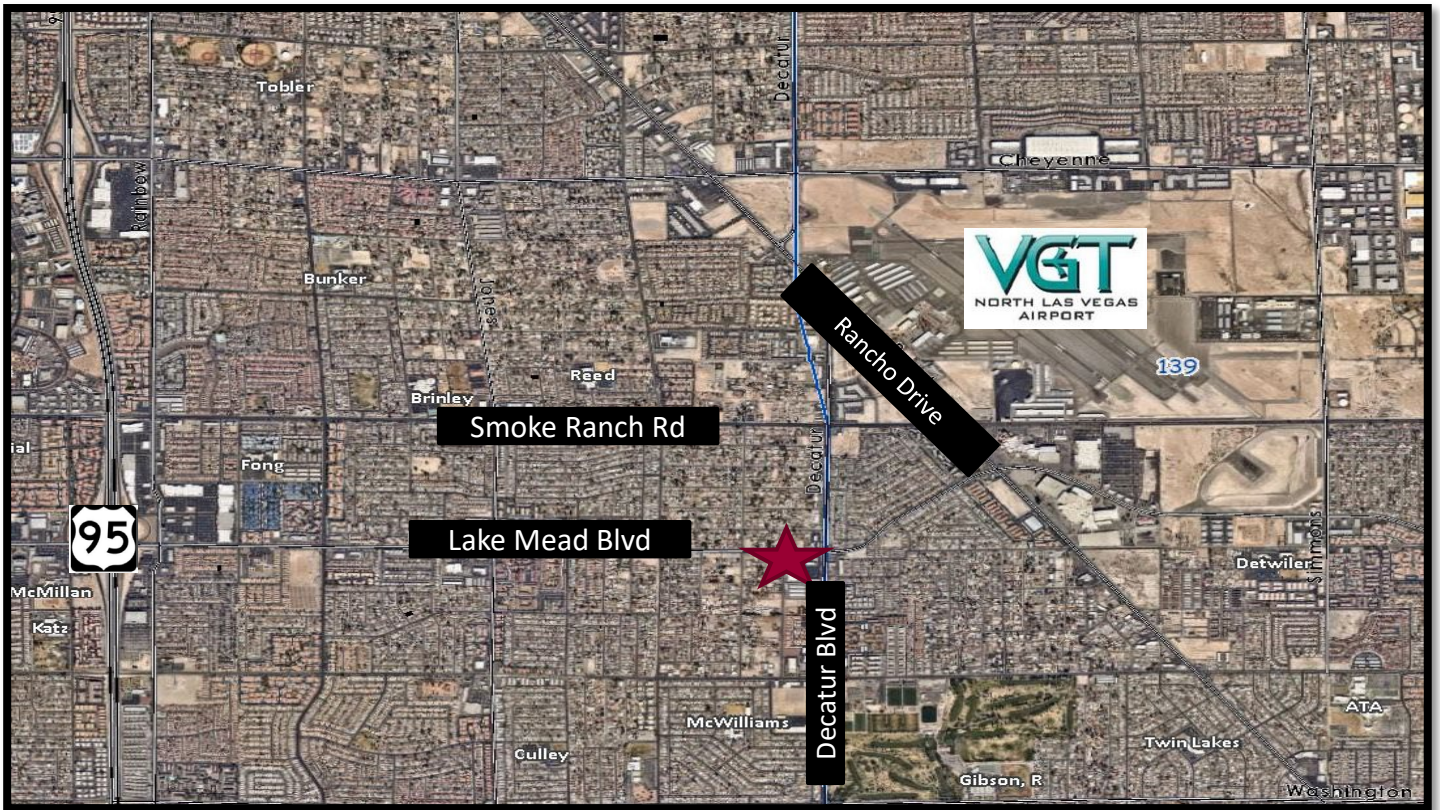 Decatur
Tobler
Cheyenne
Rainbow
VGT
NORTH LAS VEGAS
AIRPORT
Bunker
Jones
Rancho Drive
139
Reed
Brinley
Smoke Ranch Rd
ial
Fong
Decatur
95
Lake Mead Blvd
Simmons
Detwiler
McMillan
Katz
Decatur Blvd
ATA
McWilliams
Twin Lakes
Culley
Gibson, R
Washington